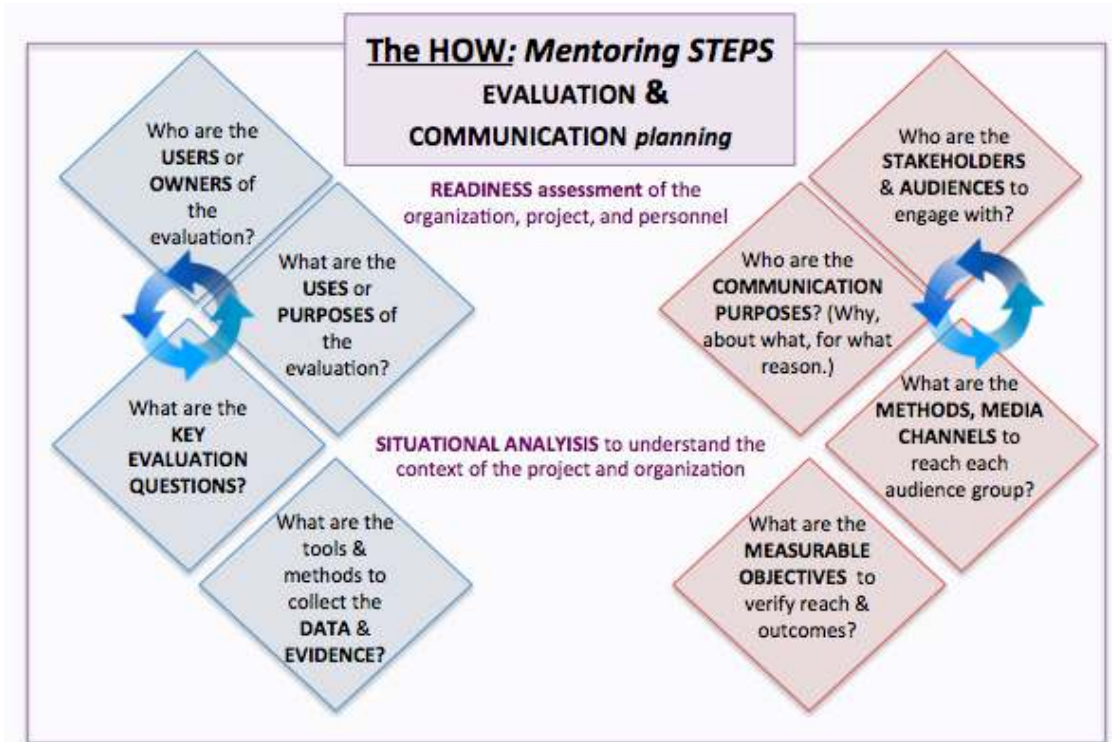 The HOW: Mentoring STEPS
EVALUATION &
COMMUNICATION planning
READINESS assessment of the
organization, project, and personnel
SITUATIONAL ANALYISIS to understand the
context of the project and organization
Who are the
USERS or
OWNERS of
the
evaluation?
What are the
USES or
PURPOSES of
the
evaluation?
What are the
KEY
EVALUATION
QUESTIONS?
What are the
tools &
methods to
collect the
DATA &
EVIDENCE?
Who are the
STAKEHOLDERS
& AUDIENCES to
engage with?
Who are the
COMMUNICATION
PURPOSES? (Why,
about what, for what
reason.)
What are the
METHODS, MEDIA
CHANNELS to
reach each
audience group?
What are the
MEASURABLE
OBJECTIVES to
verify reach &
outcomes?